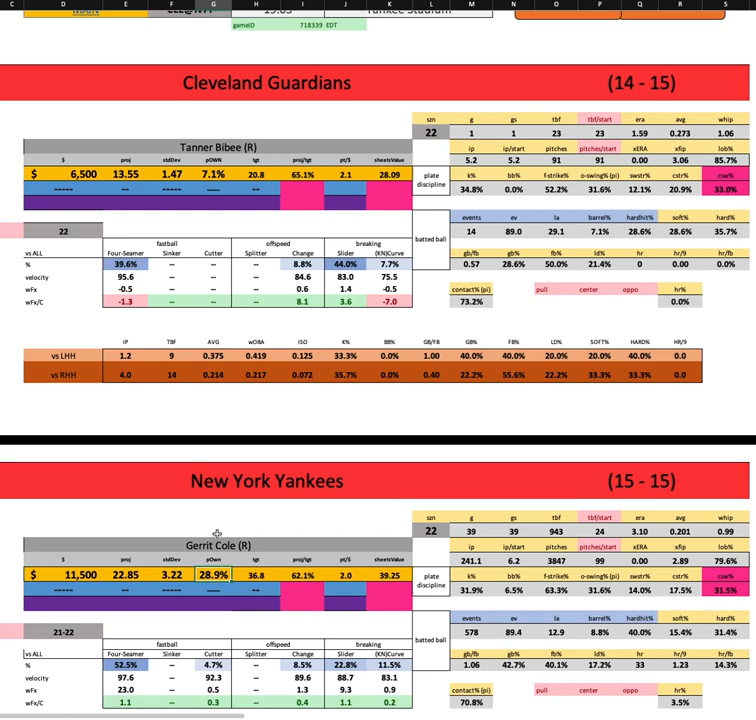 C D E F G H I J K L M N O P Q R S
MAIN CLE@NYY 19:05 Yankee Stadium
gameID 718339 EDT
Cleveland Guardians (14 - 15)
szn g gs tbf tbf/start era avg whip
22 1 1 23 23 1.59 0.273 1.06
Tanner Bibee (R) ip ip/start pitches pitches/start xERA xfip lob%
$ proj stdDev pOWN tgt proj/tgt pt/$ sheetsValue 5.2 5.2 91 91 0.00 3.06 85.7%
$ 6,500 13.55 1.47 7.1% 20.8 65.1% 2.1 28.09 plate discipline k% bb% f-strike% o-swing% (pi) swstr% cstr% csw%
----- -- --- ---- -- 34.8% 0.0% 52.2% 31.6% 12.1% 20.9% 33.0%
events ev la barrel% hardhit% soft% hard%
22 batted ball 14 89.0 29.1 7.1% 28.6% 28.6% 35.7%
fastball offspeed breaking
vs ALL Four-Seamer Sinker Cutter Splitter Change Slider (KN)Curve gb/fb gb% fb% ld% hr hr/9 hr/fb
% 39.6% -- -- -- 8.8% 44.0% 7.7% 0.57 28.6% 50.0% 21.4% 0 0.00 0.0%
velocity 95.6 -- -- -- 84.6 83.0 75.5
wFx -0.5 -- -- -- 0.6 1.4 -0.5 contact% (pi) pull center oppo hr%
wFx/C -1.3 -- -- -- 8.1 3.6 -7.0 73.2% 0.0%
IP TBF AVG wOBA ISO K% BB% GB/FB GB% FB% LD% SOFT% HARD% HR/9
vs LHH 1.2 9 0.375 0.419 0.125 33.3% 0.0% 1.00 40.0% 40.0% 20.0% 20.0% 40.0% 0.0
vs RHH 4.0 14 0.214 0.217 0.072 35.7% 0.0% 0.40 22.2% 55.6% 22.2% 33.3% 33.3% 0.0
New York Yankees (15 - 15)
szn g gs tbf tbf/start era avg whip
22 39 39 943 24 3.10 0.201 0.99
Gerrit Cole (R) ip ip/start pitches pitches/start xERA xfip lob%
$ proj stdDev pOwn tgt proj/tgt pt/$ sheetsValue 241.1 6.2 3847 99 0.00 2.89 79.6%
$ 11,500 22.85 3.22 28.9% 36.8 62.1% 2.0 39.25 plate discipline k% bb% f-strike% o-swing% (pi) swstr% cstr% csw%
----- -- --- ---- -- 31.9% 6.5% 63.3% 31.6% 14.0% 17.5% 31.5%
events ev la barrel% hardhit% soft% hard%
21-22 batted ball 578 89.4 12.9 8.8% 40.0% 15.4% 31.4%
fastball offspeed breaking
vs ALL Four-Seamer Sinker Cutter Splitter Change Slider (KN)Curve gb/fb gb% fb% ld% hr hr/9 hr/fb
% 52.5% -- 4.7% -- 8.5% 22.8% 11.5% 1.06 42.7% 40.1% 17.2% 33 1.23 14.3%
velocity 97.6 -- 92.3 -- 89.6 88.7 83.1
wFx 23.0 -- 0.5 -- 1.3 9.3 0.9 contact% (pi) pull center oppo hr%
wFx/C 1.1 -- 0.3 -- 0.4 1.1 0.2 70.8% 3.5%